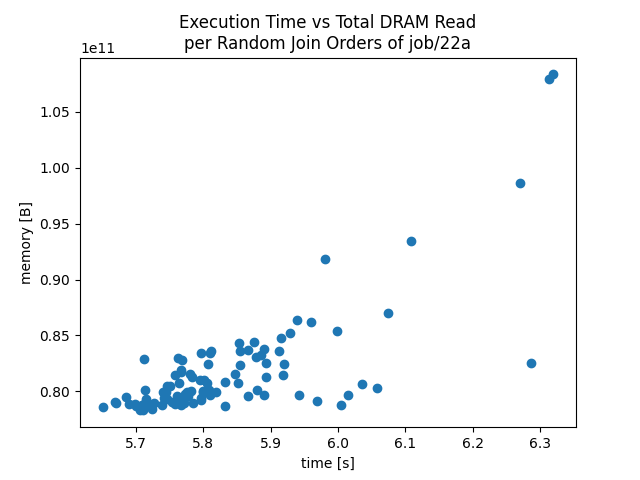 Execution Time vs Total DRAM Read
per Random Join Orders of job/22a
1e11
1.05
1.00
0.95
0.90
0.85
0.80
memory [B]
5.7 5.8 5.9 6.0 6.1 6.2 6.3
time [s]